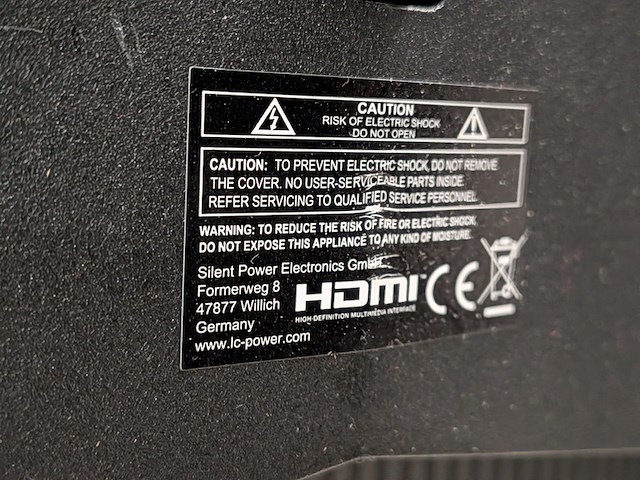 CAUTION
RISK OF ELECTRIC SHOCK
DO NOT OPEN
CAUTION: TO PREVENT ELECTRIC SHOCK, DO NOT REMOVE
THE COVER. NO USER-SERVICEABLE PARTS INSIDE
REFER SERVICING TO QUALIFIED SERVICE PERSONNEL.
WARNING: TO REDUCE THE RISK OF FIRE OR ELECTRIC SHOCK,
DO NOT EXPOSE THIS APPLIANCE TO ANY KIND OF MOISTURE.
Silent Power Electronics GmbH
Formerweg 8
47877 Willich
Germany
www.lc-power.com
HDMI™
HIGH-DEFINITION MULTIMEDIA INTERFACE
CE